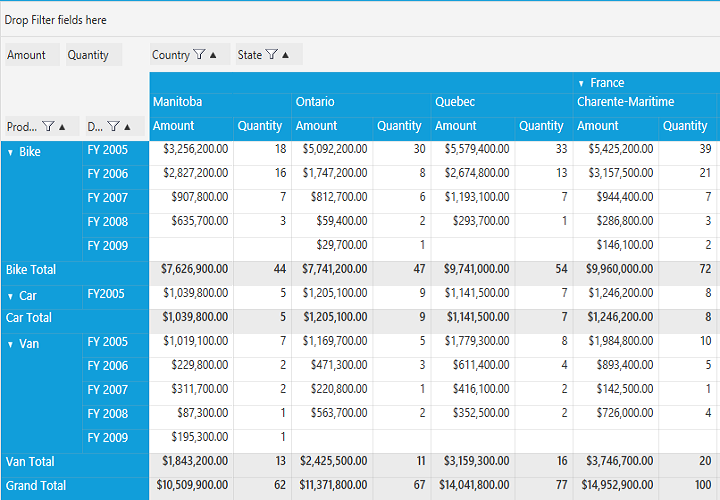 Drop Filter fields here
Amount Quantity Country State
France
Manitoba Ontario Quebec Charente-Maritime
Prod... D... Amount Quantity Amount Quantity Amount Quantity Amount Quantity
Bike FY 2005 $3,256,200.00 18 $5,092,200.00 30 $5,579,400.00 33 $5,425,200.00 39
FY 2006 $2,827,200.00 16 $1,747,200.00 8 $2,674,800.00 13 $3,157,500.00 21
FY 2007 $907,800.00 7 $812,700.00 6 $1,193,100.00 7 $944,400.00 7
FY 2008 $635,700.00 3 $59,400.00 2 $293,700.00 1 $286,800.00 3
FY 2009 $29,700.00 1 $146,100.00 2
Bike Total $7,626,900.00 44 $7,741,200.00 47 $9,741,000.00 54 $9,960,000.00 72
Car FY2005 $1,039,800.00 5 $1,205,100.00 9 $1,141,500.00 7 $1,246,200.00 8
Car Total $1,039,800.00 5 $1,205,100.00 9 $1,141,500.00 7 $1,246,200.00 8
Van FY 2005 $1,019,100.00 7 $1,169,700.00 5 $1,779,300.00 8 $1,984,800.00 10
FY 2006 $229,800.00 2 $471,300.00 3 $611,400.00 4 $893,400.00 5
FY 2007 $311,700.00 2 $220,800.00 1 $416,100.00 2 $142,500.00 1
FY 2008 $87,300.00 1 $563,700.00 2 $352,500.00 2 $726,000.00 4
FY 2009 $195,300.00 1
Van Total $1,843,200.00 13 $2,425,500.00 11 $3,159,300.00 16 $3,746,700.00 20
Grand Total $10,509,900.00 62 $11,371,800.00 67 $14,041,800.00 77 $14,952,900.00 100